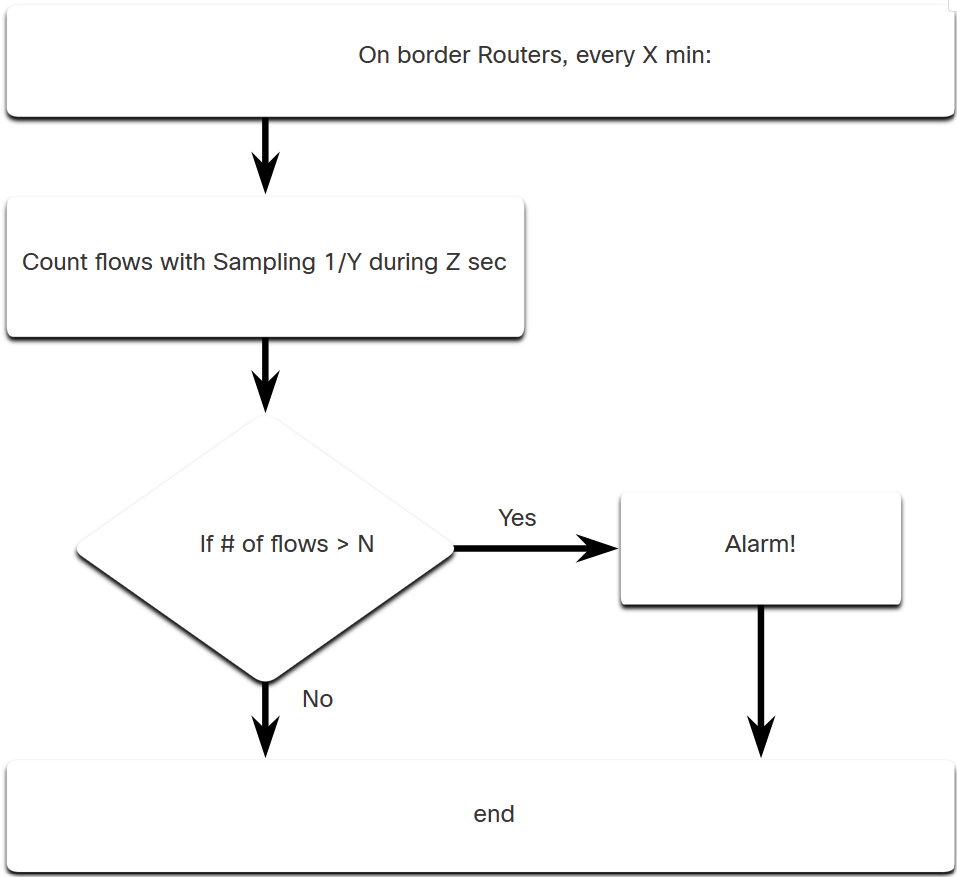 On border Routers, every X min:
Count flows with Sampling 1/Y during Z sec
If # of flows > N
Yes
Alarm!
No
end